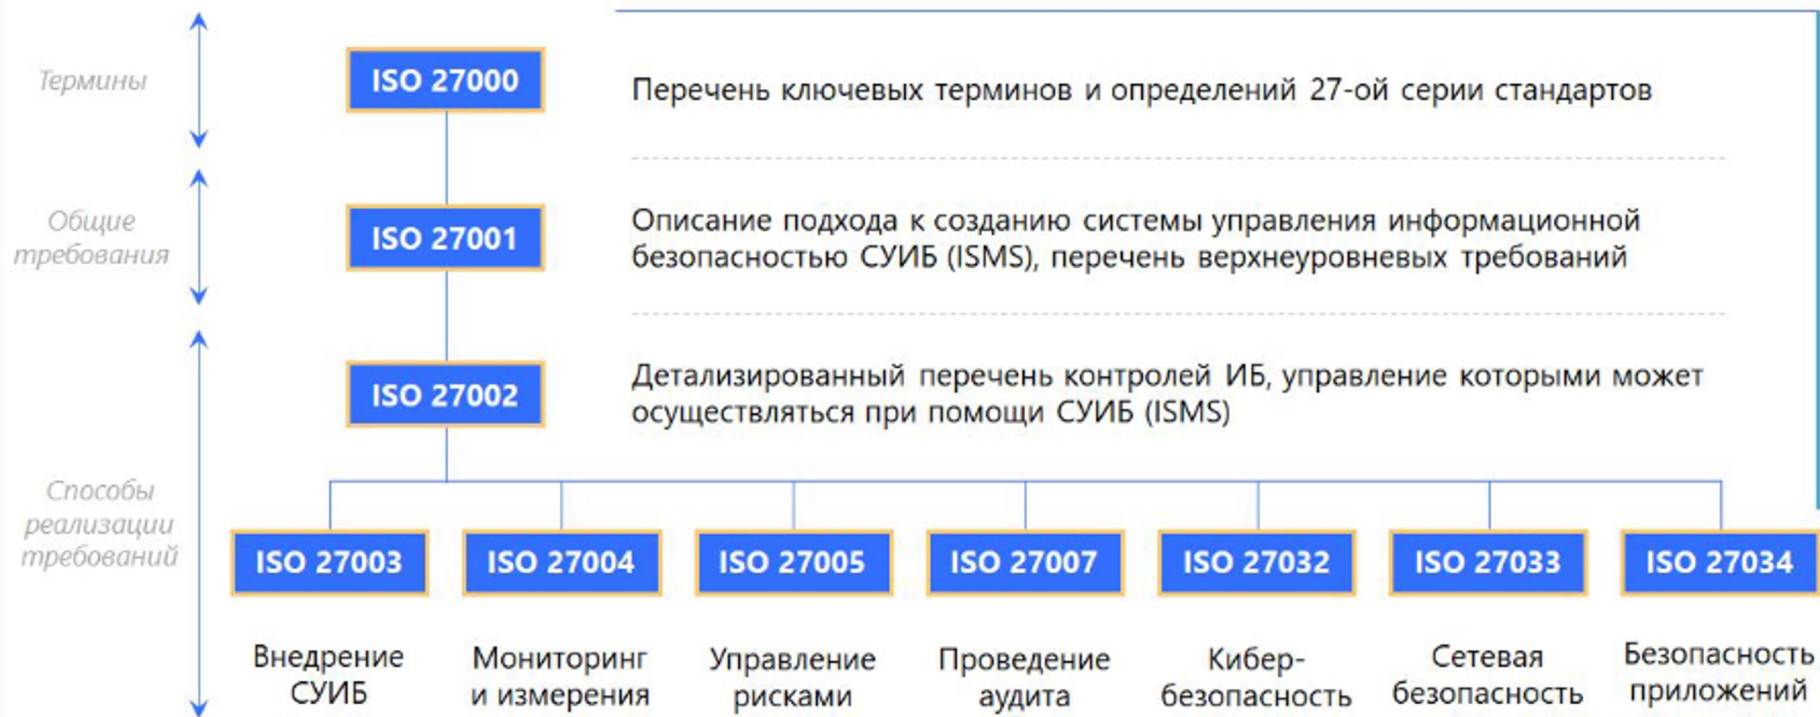 Термины
ISO 27000
Перечень ключевых терминов и определений 27-ой серии стандартов
Общие
требования
ISO 27001
Описание подхода к созданию системы управления информационной
безопасностью СУИБ (ISMS), перечень верхнеуровневых требований
ISO 27002
Детализированный перечень контролей ИБ, управление которыми может
осуществляться при помощи СУИБ (ISMS)
Способы
реализации
требований
ISO 27003
Внедрение
СУИБ
ISO 27004
Мониторинг
и измерения
ISO 27005
Управление
рисками
ISO 27007
Проведение
аудита
ISO 27032
Кибер-
безопасность
ISO 27033
Сетевая
безопасность
ISO 27034
Безопасность
приложений